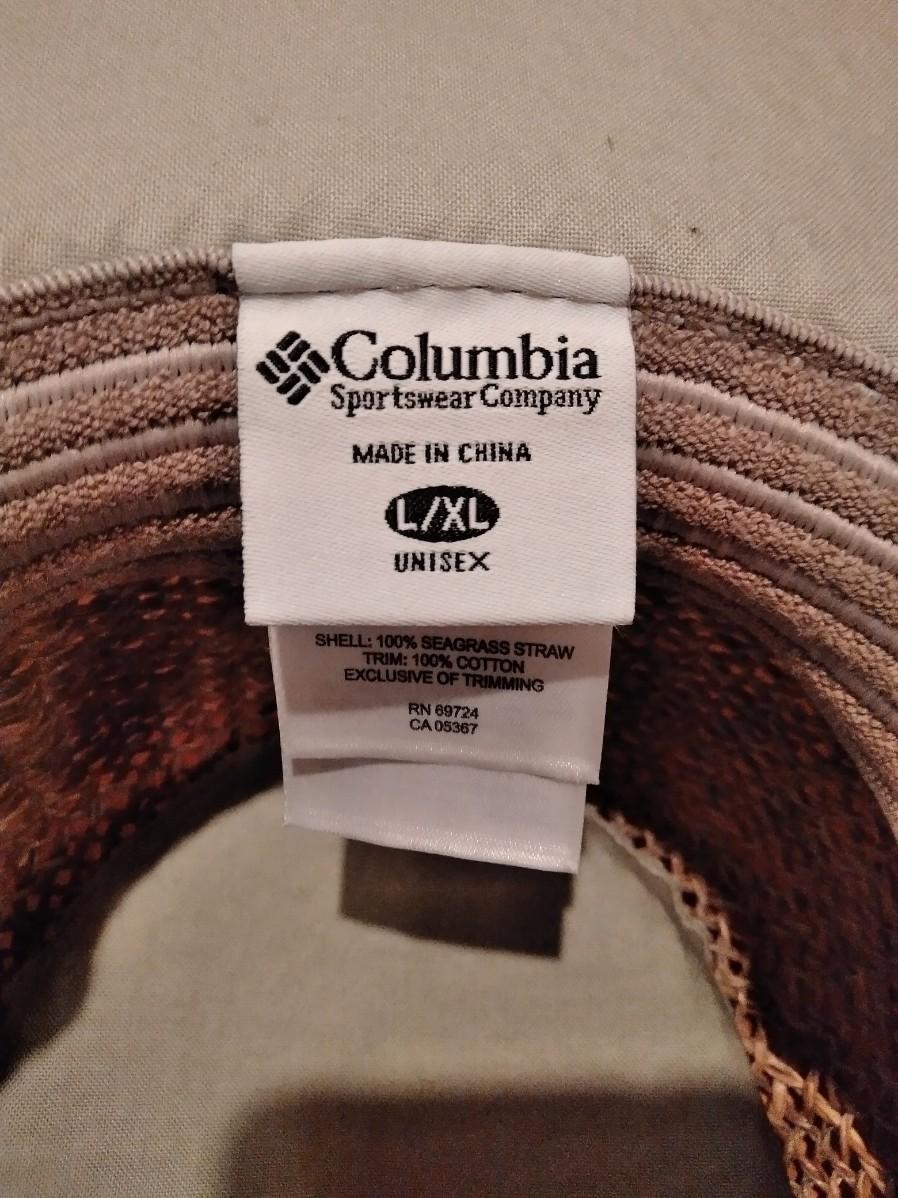 Columbia
Sportswear Company
MADE IN CHINA
L/XL
UNISEX
SHELL: 100% SEAGRASS STRAW
TRIM: 100% COTTON
EXCLUSIVE OF TRIMMING
RN 69724
CA 05367